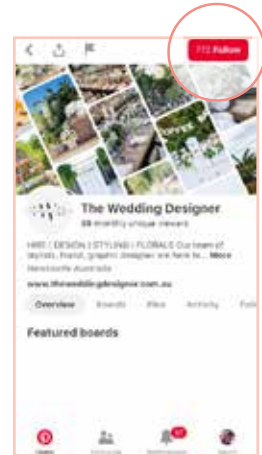 772 Follow
The Wedding Designer
monthly unique viewers
HIRE | DESIGN | STYLING | FLORALS Our team of
stylists, florist, graphic designer are here to... More
Newcastle Australia
www.theweddingdesigner.com.au
Overview Boards Pins Activity
Featured boards